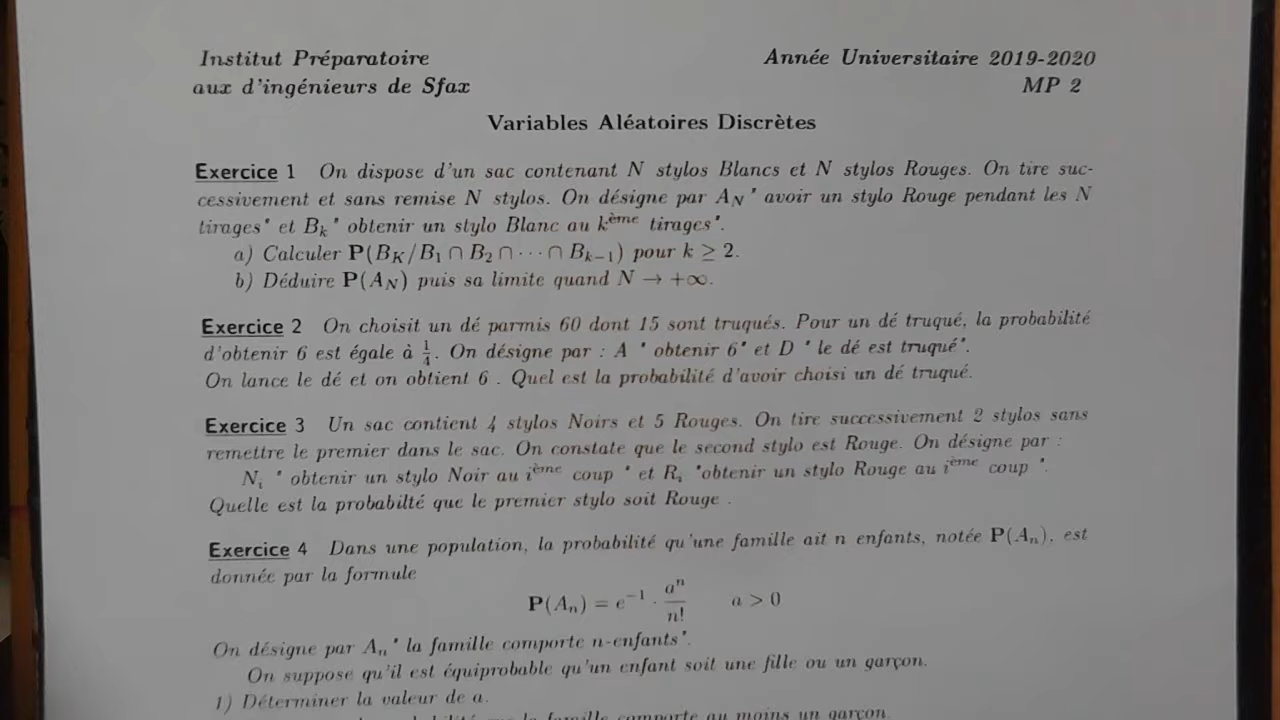 Institut Préparatoire
Année Universitaire 2019-2020
aux d'ingénieurs de Sfax
MP 2
Variables Aléatoires Discrètes
Exercice 1 On dispose d'un sac contenant N stylos Blancs et N stylos Rouges. On tire suc-
cessivement et sans remise N stylos. On désigne par A_N " avoir un stylo Rouge pendant les N
tirages" et B_k " obtenir un stylo Blanc au k^ème tirages".
a) Calculer P(B_K/B_1 ∩ B_2 ∩ ··· ∩ B_{k-1}) pour k ≥ 2.
b) Déduire P(A_N) puis sa limite quand N → +∞.
Exercice 2 On choisit un dé parmis 60 dont 15 sont truqués. Pour un dé truqué, la probabilité
d'obtenir 6 est égale à 1/4. On désigne par : A " obtenir 6" et D " le dé est truqué".
On lance le dé et on obtient 6 . Quel est la probabilité d'avoir choisi un dé truqué.
Exercice 3 Un sac contient 4 stylos Noirs et 5 Rouges. On tire successivement 2 stylos sans
remettre le premier dans le sac. On constate que le second stylo est Rouge. On désigne par :
N_i " obtenir un stylo Noir au i^ème coup " et R_i "obtenir un stylo Rouge au i^ème coup ".
Quelle est la probabilté que le premier stylo soit Rouge .
Exercice 4 Dans une population, la probabilité qu'une famille ait n enfants, notée P(A_n), est
donnée par la formule
P(A_n) = e^{-1} · a^n/n! a > 0
On désigne par A_n " la famille comporte n-enfants".
On suppose qu'il est équiprobable qu'un enfant soit une fille ou un garçon.
1) Déterminer la valeur de a.
la famille comporte au moins un garçon.